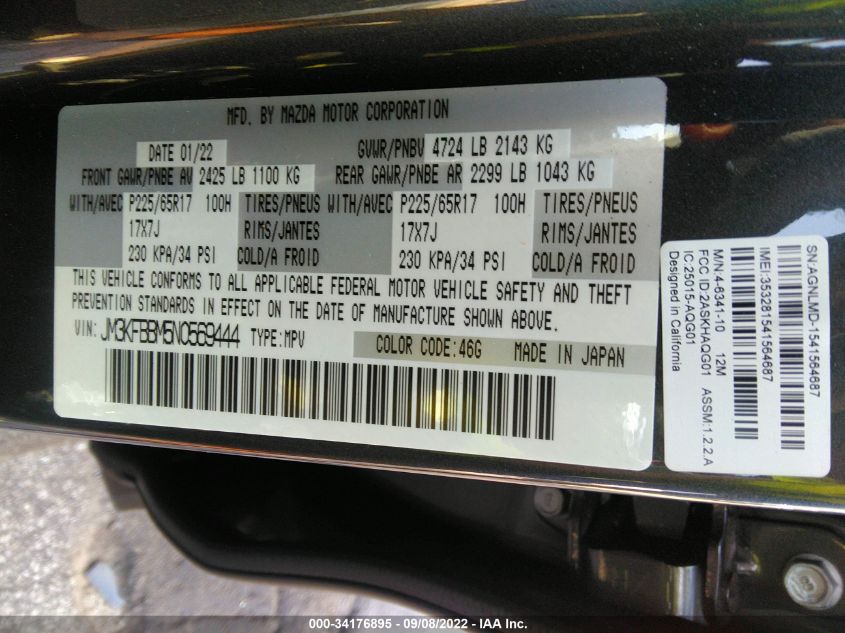 MFD. BY MAZDA MOTOR CORPORATION
DATE 01/22 GVWR/PNBV 4724 LB 2143 KG
FRONT GAWR/PNBE AV 2425 LB 1100 KG REAR GAWR/PNBE AR 2299 LB 1043 KG
WITH/AVEC P225/65R17 100H TIRES/PNEUS WITH/AVEC P225/65R17 100H TIRES/PNEUS
17X7J RIMS/JANTES 17X7J RIMS/JANTES
230 KPA/34 PSI COLD/A FROID 230 KPA/34 PSI COLD/A FROID
THIS VEHICLE CONFORMS TO ALL APPLICABLE FEDERAL MOTOR VEHICLE SAFETY AND THEFT
PREVENTION STANDARDS IN EFFECT ON THE DATE OF MANUFACTURE SHOWN ABOVE.
VIN: JM3KFBBM5N0569444 TYPE:MPV
COLOR CODE:46G MADE IN JAPAN
SN:AGNLMD-1541564687
IMEI:353281541564687
M/N:4-6341-10 12M
FCC ID:2ASKHAQG01 ASSM:1.2.2.A
IC:25015-AQG01
Designed in California
000-34176895 - 09/08/2022 - IAA Inc.